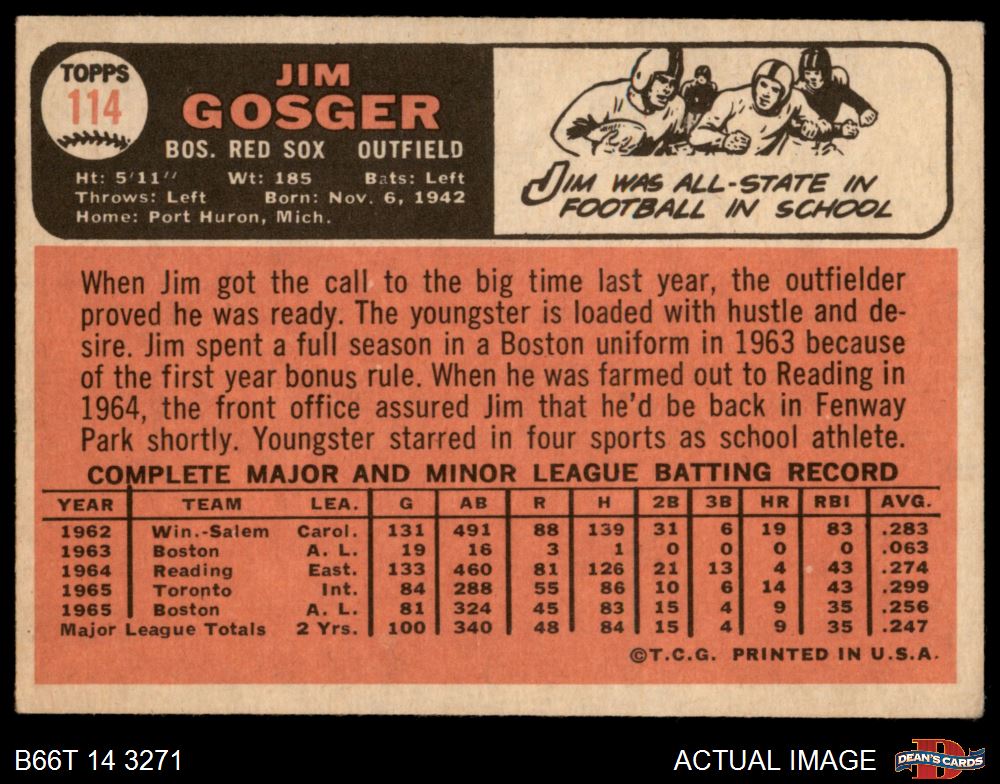 TOPPS
114
JIM
GOSGER
BOS. RED SOX OUTFIELD
Ht: 5'11" Wt: 185 Bats: Left
Throws: Left Born: Nov. 6, 1942
Home: Port Huron, Mich.
JIM WAS ALL-STATE IN
FOOTBALL IN SCHOOL
When Jim got the call to the big time last year, the outfielder
proved he was ready. The youngster is loaded with hustle and de-
sire. Jim spent a full season in a Boston uniform in 1963 because
of the first year bonus rule. When he was farmed out to Reading in
1964, the front office assured Jim that he'd be back in Fenway
Park shortly. Youngster starred in four sports as school athlete.
COMPLETE MAJOR AND MINOR LEAGUE BATTING RECORD
YEAR TEAM LEA. G AB R H 2B 3B HR RBI AVG.
1962 Win.-Salem Carol. 131 491 88 139 31 6 19 83 .283
1963 Boston A. L. 19 16 3 1 0 0 0 0 .063
1964 Reading East. 133 460 81 126 21 13 4 43 .274
1965 Toronto Int. 84 288 55 86 10 6 14 43 .299
1965 Boston A. L. 81 324 45 83 15 4 9 35 .256
Major League Totals 2 Yrs. 100 340 48 84 15 4 9 35 .247
©T.C.G. PRINTED IN U.S.A.
B66T 14 3271
ACTUAL IMAGE
DEAN'S CARDS